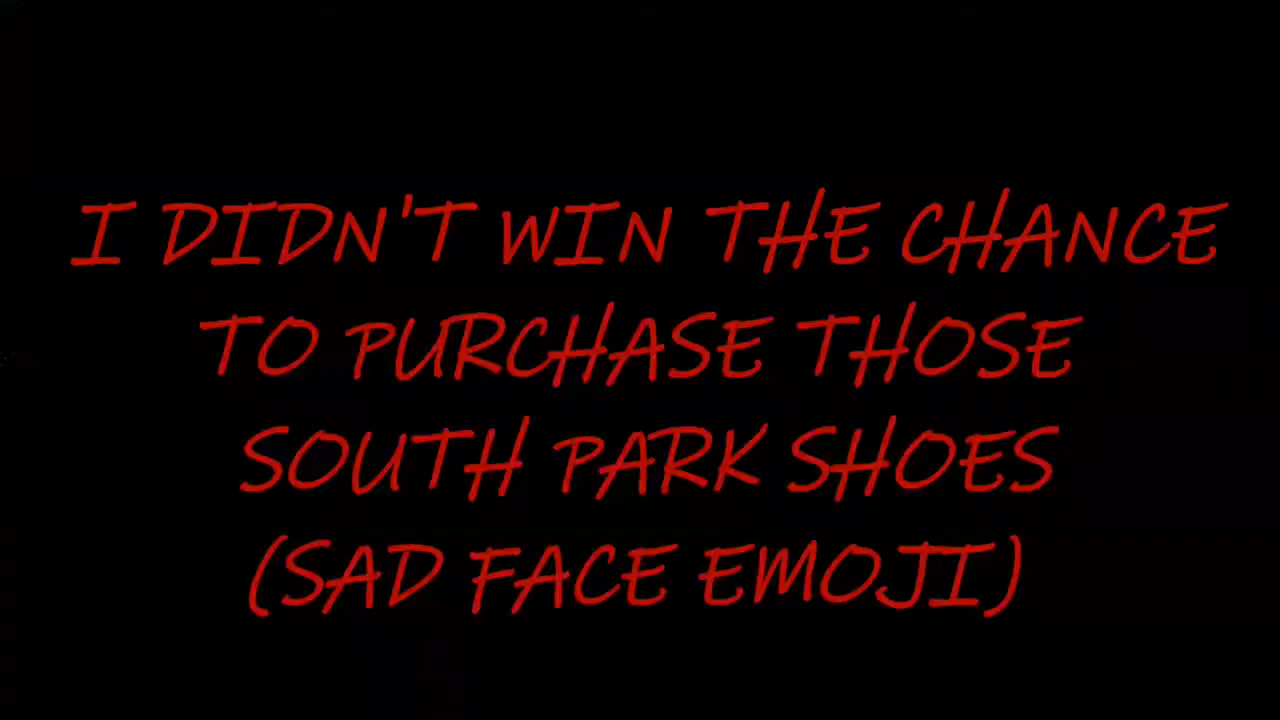 I DIDN'T WIN THE CHANCE
TO PURCHASE THOSE
SOUTH PARK SHOES
(SAD FACE EMOJI)